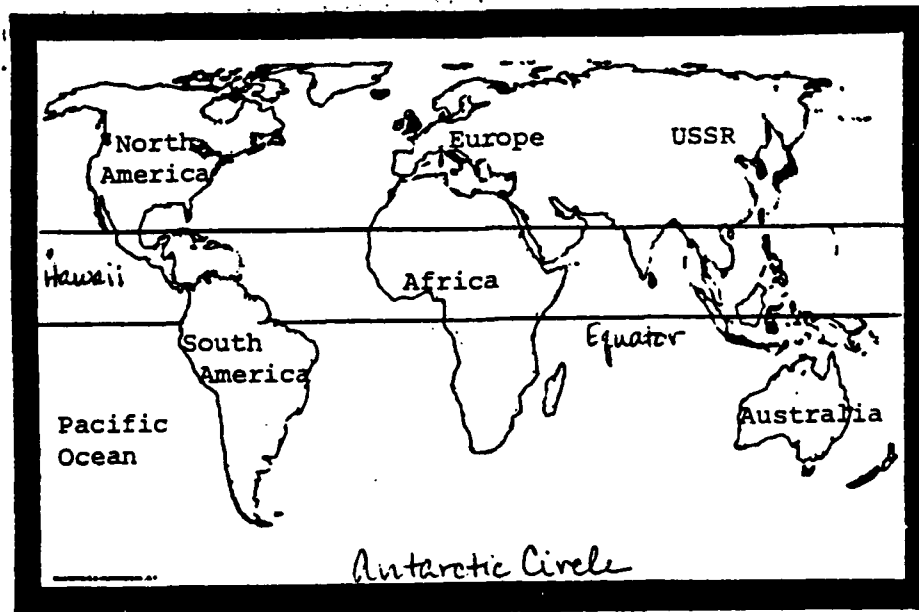 North
America
Europe
USSR
Hawaii
Africa
Equator
South
America
Pacific
Ocean
Australia
Antarctic Circle